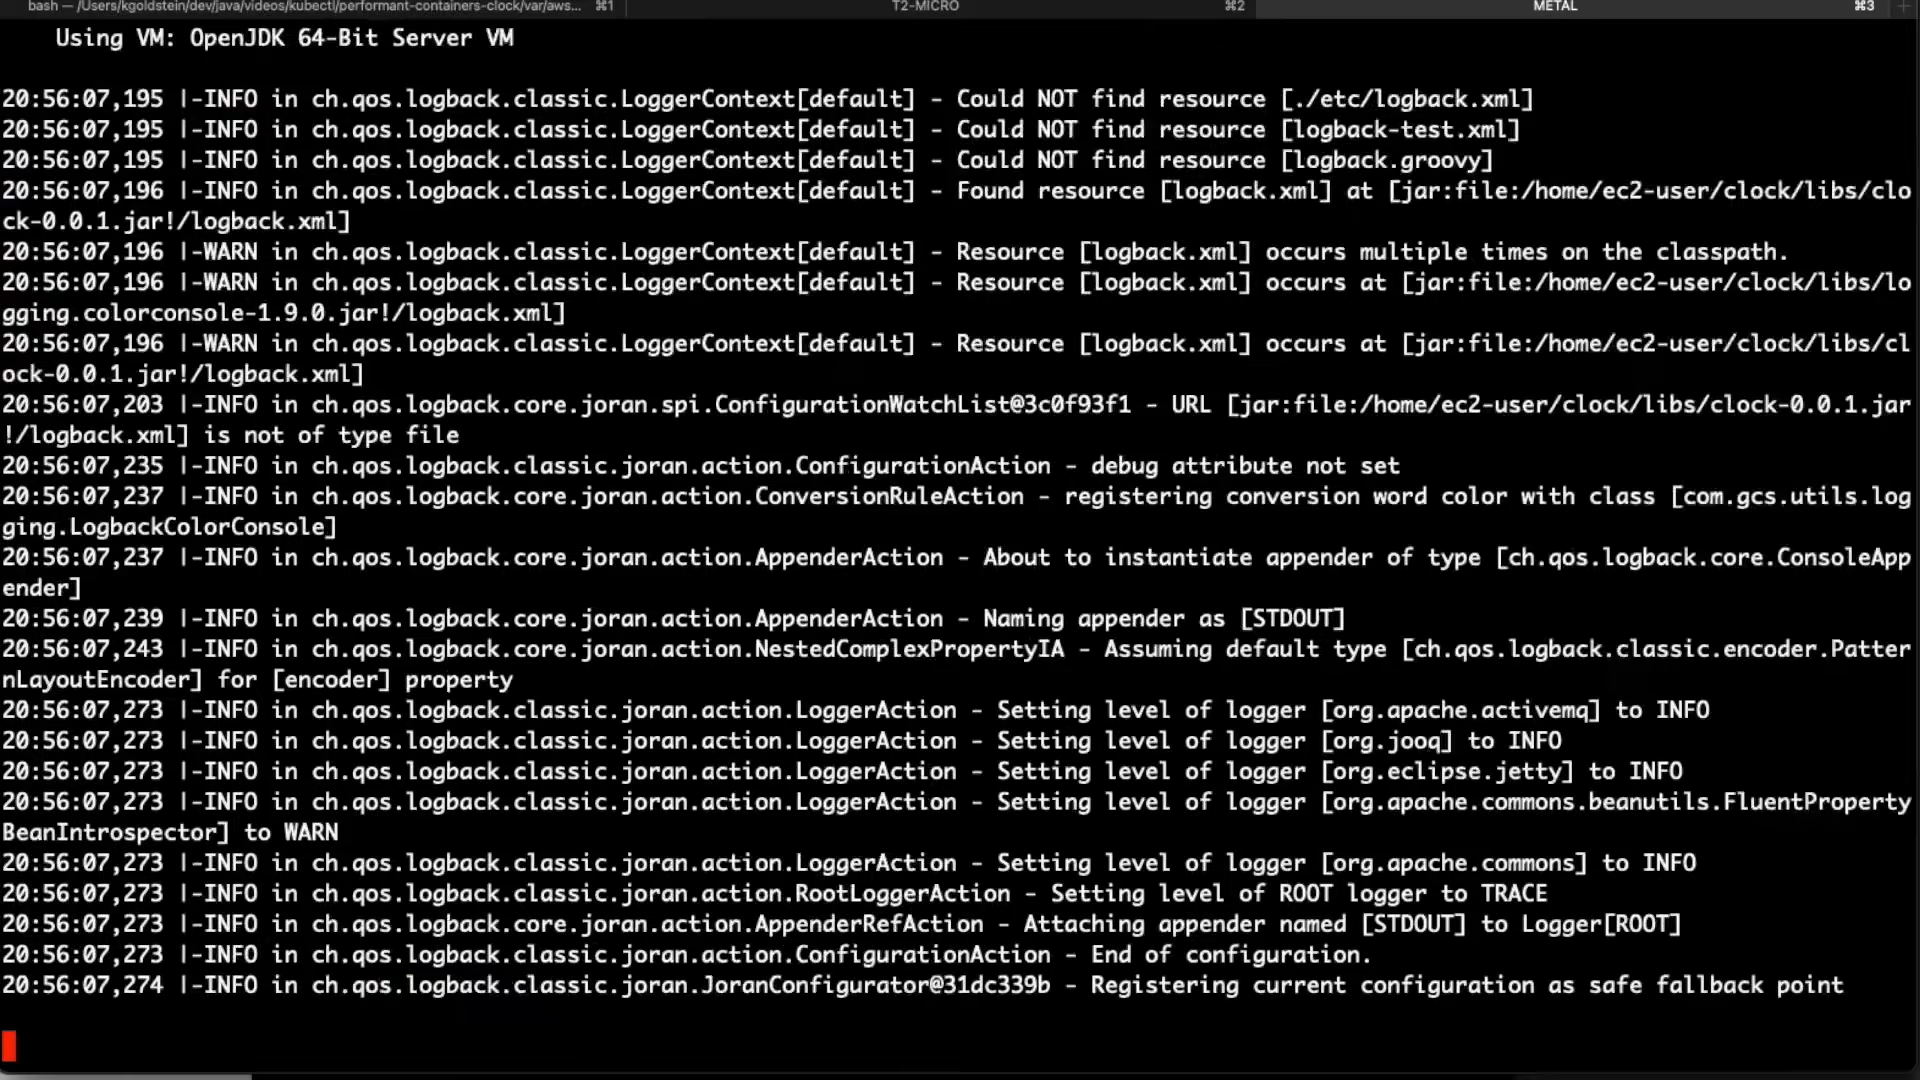 bash — /Users/kgoldstein/dev/java/videos/kubectl/performant-containers-clock/var/aws... ⌘1 T2-MICRO ⌘2 METAL ⌘3 +
Using VM: OpenJDK 64-Bit Server VM
20:56:07,195 |-INFO in ch.qos.logback.classic.LoggerContext[default] - Could NOT find resource [./etc/logback.xml]
20:56:07,195 |-INFO in ch.qos.logback.classic.LoggerContext[default] - Could NOT find resource [logback-test.xml]
20:56:07,195 |-INFO in ch.qos.logback.classic.LoggerContext[default] - Could NOT find resource [logback.groovy]
20:56:07,196 |-INFO in ch.qos.logback.classic.LoggerContext[default] - Found resource [logback.xml] at [jar:file:/home/ec2-user/clock/libs/clo
ck-0.0.1.jar!/logback.xml]
20:56:07,196 |-WARN in ch.qos.logback.classic.LoggerContext[default] - Resource [logback.xml] occurs multiple times on the classpath.
20:56:07,196 |-WARN in ch.qos.logback.classic.LoggerContext[default] - Resource [logback.xml] occurs at [jar:file:/home/ec2-user/clock/libs/lo
gging.colorconsole-1.9.0.jar!/logback.xml]
20:56:07,196 |-WARN in ch.qos.logback.classic.LoggerContext[default] - Resource [logback.xml] occurs at [jar:file:/home/ec2-user/clock/libs/cl
ock-0.0.1.jar!/logback.xml]
20:56:07,203 |-INFO in ch.qos.logback.core.joran.spi.ConfigurationWatchList@3c0f93f1 - URL [jar:file:/home/ec2-user/clock/libs/clock-0.0.1.jar
!/logback.xml] is not of type file
20:56:07,235 |-INFO in ch.qos.logback.classic.joran.action.ConfigurationAction - debug attribute not set
20:56:07,237 |-INFO in ch.qos.logback.core.joran.action.ConversionRuleAction - registering conversion word color with class [com.gcs.utils.log
ging.LogbackColorConsole]
20:56:07,237 |-INFO in ch.qos.logback.core.joran.action.AppenderAction - About to instantiate appender of type [ch.qos.logback.core.ConsoleApp
ender]
20:56:07,239 |-INFO in ch.qos.logback.core.joran.action.AppenderAction - Naming appender as [STDOUT]
20:56:07,243 |-INFO in ch.qos.logback.core.joran.action.NestedComplexPropertyIA - Assuming default type [ch.qos.logback.classic.encoder.Patter
nLayoutEncoder] for [encoder] property
20:56:07,273 |-INFO in ch.qos.logback.classic.joran.action.LoggerAction - Setting level of logger [org.apache.activemq] to INFO
20:56:07,273 |-INFO in ch.qos.logback.classic.joran.action.LoggerAction - Setting level of logger [org.jooq] to INFO
20:56:07,273 |-INFO in ch.qos.logback.classic.joran.action.LoggerAction - Setting level of logger [org.eclipse.jetty] to INFO
20:56:07,273 |-INFO in ch.qos.logback.classic.joran.action.LoggerAction - Setting level of logger [org.apache.commons.beanutils.FluentProperty
BeanIntrospector] to WARN
20:56:07,273 |-INFO in ch.qos.logback.classic.joran.action.LoggerAction - Setting level of logger [org.apache.commons] to INFO
20:56:07,273 |-INFO in ch.qos.logback.classic.joran.action.RootLoggerAction - Setting level of ROOT logger to TRACE
20:56:07,273 |-INFO in ch.qos.logback.core.joran.action.AppenderRefAction - Attaching appender named [STDOUT] to Logger[ROOT]
20:56:07,273 |-INFO in ch.qos.logback.classic.joran.action.ConfigurationAction - End of configuration.
20:56:07,274 |-INFO in ch.qos.logback.classic.joran.JoranConfigurator@31dc339b - Registering current configuration as safe fallback point